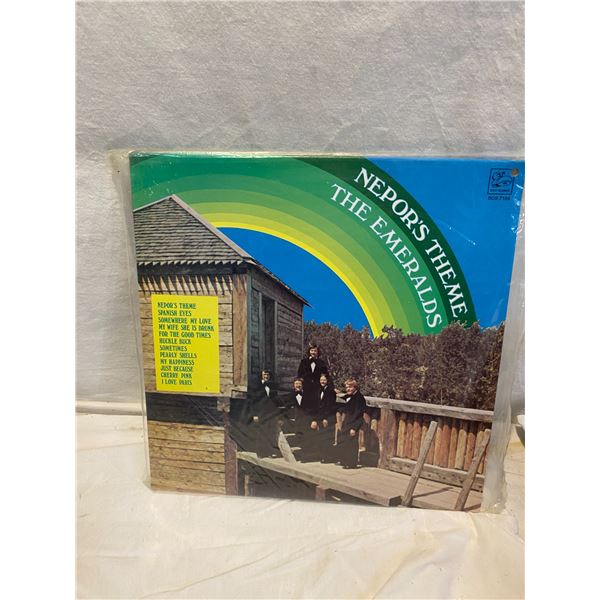 NEPOR'S THEME
THE EMERALDS
NEPOR'S THEME
SPANISH EYES
SOMEWHERE MY LOVE
MY WIFE SHE IS DRUNK
FOR THE GOOD TIMES
HUCKLE BUCK
SOMETIMES
PEARLY SHELLS
MY HAPPINESS
JUST BECAUSE
CHERRY PINK
I LOVE PARIS